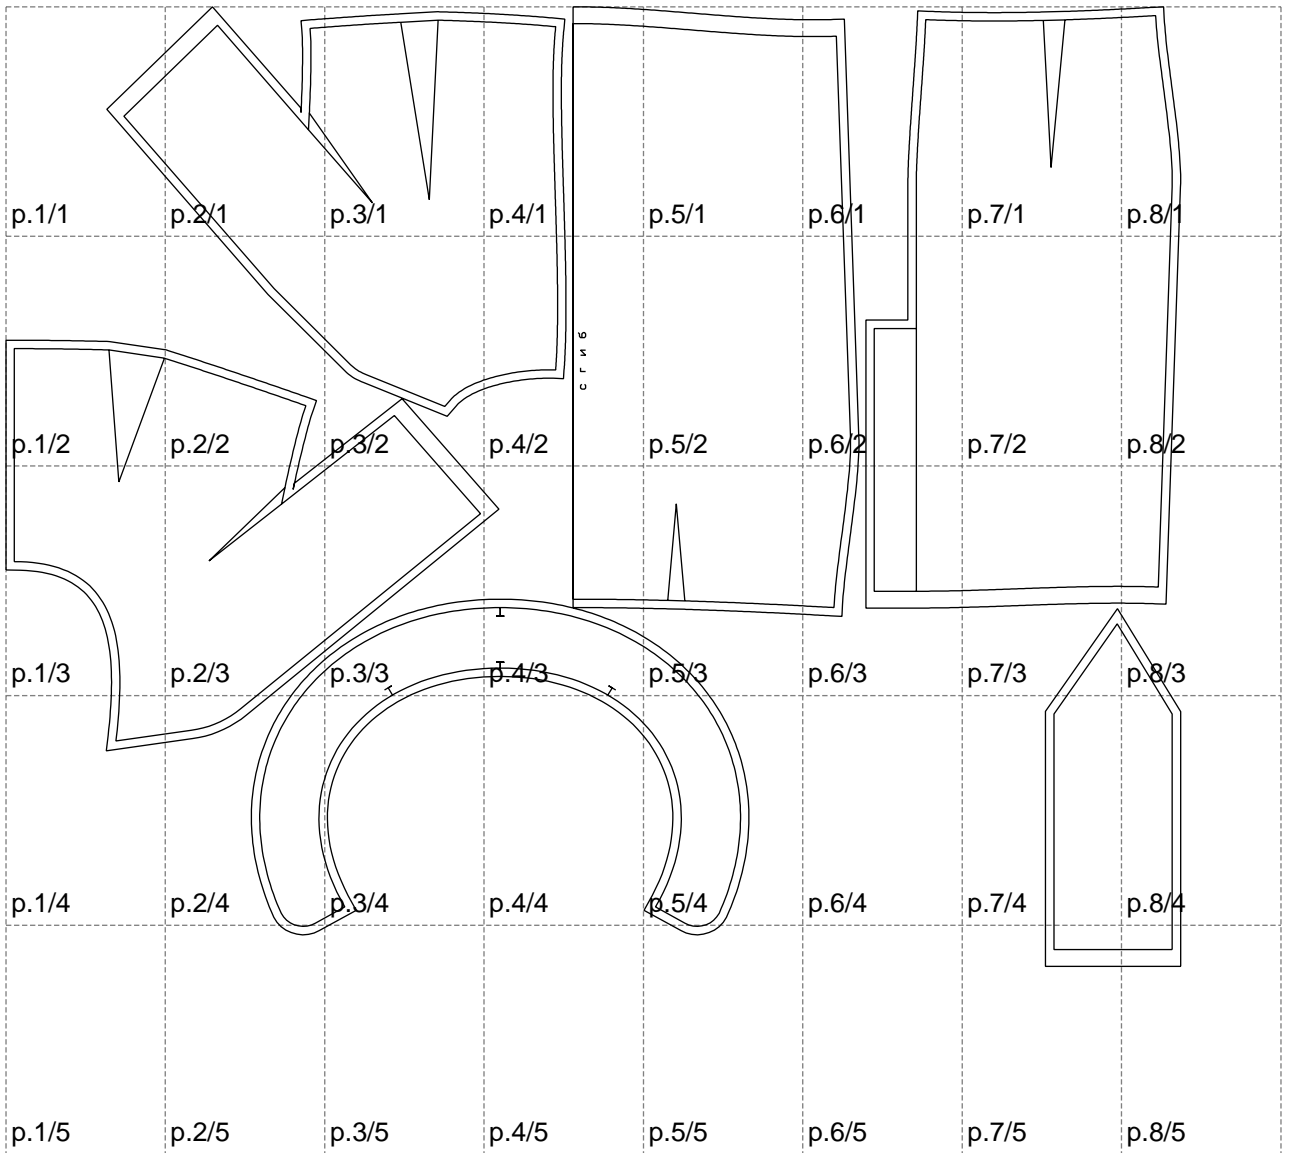 p.1/1 p.2/1 p.3/1 p.4/1 p.5/1 p.6/1 p.7/1 p.8/1
сгиб
p.1/2 p.2/2 p.3/2 p.4/2 p.5/2 p.6/2 p.7/2 p.8/2
p.1/3 p.2/3 p.3/3 p.4/3 p.5/3 p.6/3 p.7/3 p.8/3
p.1/4 p.2/4 p.3/4 p.4/4 p.5/4 p.6/4 p.7/4 p.8/4
p.1/5 p.2/5 p.3/5 p.4/5 p.5/5 p.6/5 p.7/5 p.8/5